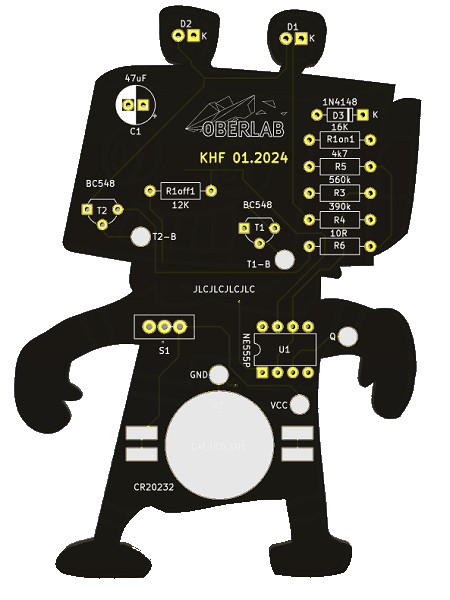 D2
K
D1
K
47uF
+
C1
OBERLAB
KHF 01.2024
1N4148
D3
K
16K
R1on1
4k7
R5
560k
R3
390k
R4
10R
R6
BC548
T2
T2-B
R1off1
12K
BC548
T1
T1-B
JLCJLCJLCJLC
S1
NE555P
U1
Q
GND
VCC
CR20232